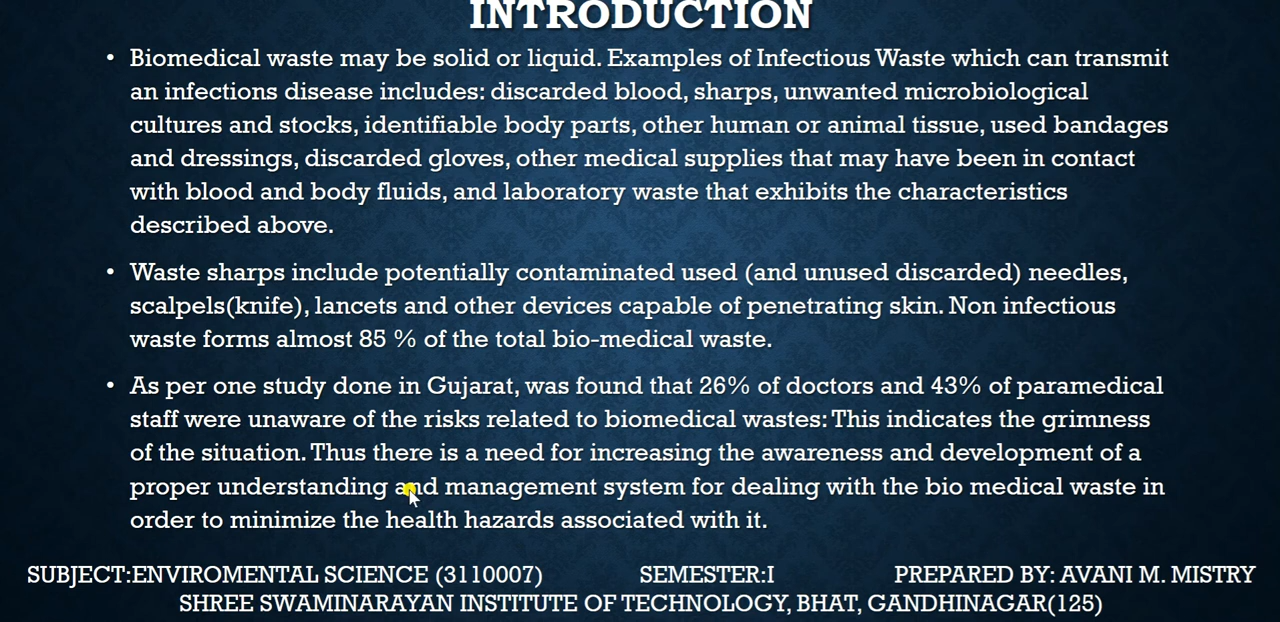 INTRODUCTION
• Biomedical waste may be solid or liquid. Examples of Infectious Waste which can transmit
an infections disease includes: discarded blood, sharps, unwanted microbiological
cultures and stocks, identifiable body parts, other human or animal tissue, used bandages
and dressings, discarded gloves, other medical supplies that may have been in contact
with blood and body fluids, and laboratory waste that exhibits the characteristics
described above.
• Waste sharps include potentially contaminated used (and unused discarded) needles,
scalpels(knife), lancets and other devices capable of penetrating skin. Non infectious
waste forms almost 85 % of the total bio-medical waste.
• As per one study done in Gujarat, was found that 26% of doctors and 43% of paramedical
staff were unaware of the risks related to biomedical wastes: This indicates the grimness
of the situation. Thus there is a need for increasing the awareness and development of a
proper understanding and management system for dealing with the bio medical waste in
order to minimize the health hazards associated with it.
SUBJECT:ENVIROMENTAL SCIENCE (3110007) SEMESTER:I PREPARED BY: AVANI M. MISTRY
SHREE SWAMINARAYAN INSTITUTE OF TECHNOLOGY, BHAT, GANDHINAGAR(125)